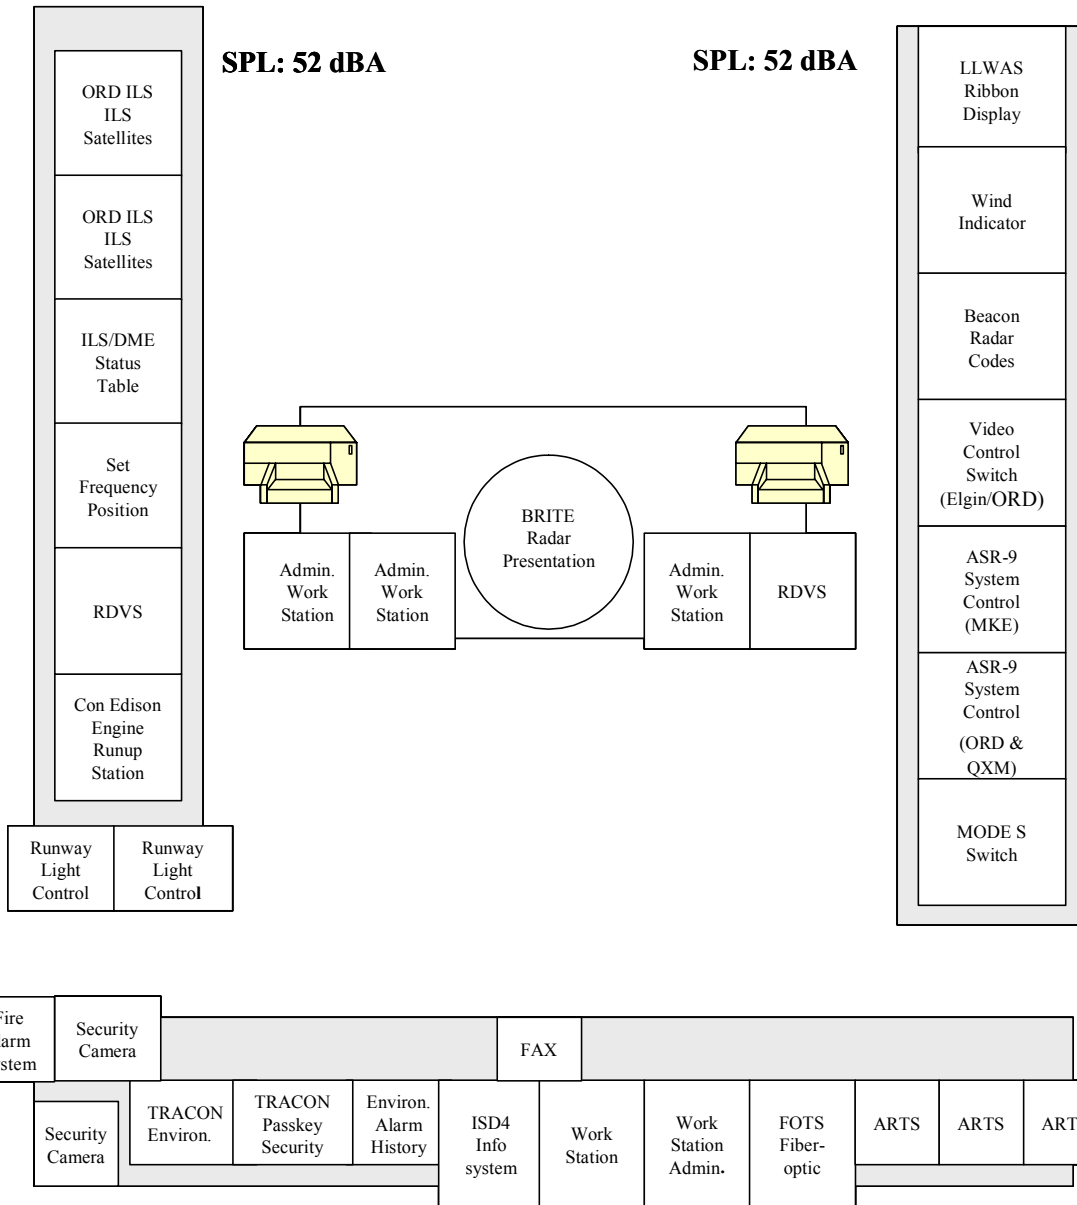 SPL: 52 dBA
SPL: 52 dBA
ORD ILS
ILS
Satellites
ORD ILS
ILS
Satellites
ILS/DME
Status
Table
Set
Frequency
Position
RDVS
Con Edison
Engine
Runup
Station
Runway
Light
Control
Runway
Light
Control
Admin.
Work
Station
Admin.
Work
Station
BRITE
Radar
Presentation
Admin.
Work
Station
RDVS
LLWAS
Ribbon
Display
Wind
Indicator
Beacon
Radar
Codes
Video
Control
Switch
(Elgin/ORD)
ASR-9
System
Control
(MKE)
ASR-9
System
Control
(ORD &
QXM)
MODE S
Switch
Security
Camera
FAX
Security
Camera
TRACON
Environ.
TRACON
Passkey
Security
Environ.
Alarm
History
ISD4
Info
system
Work
Station
Work
Station
Admin.
FOTS
Fiber-
optic
ARTS
ARTS